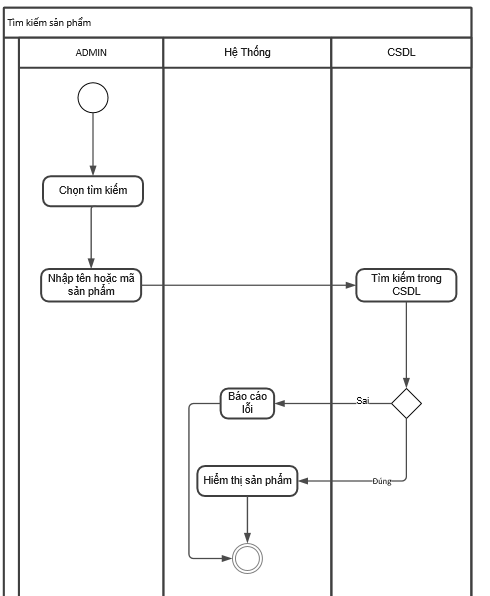 Tìm kiếm sản phẩm
ADMIN
Hệ Thống
CSDL
Chọn tìm kiếm
Nhập tên hoặc mã
sản phẩm
Tìm kiếm trong
CSDL
Báo cáo
lỗi
Sai
Hiểm thị sản phẩm
Đúng